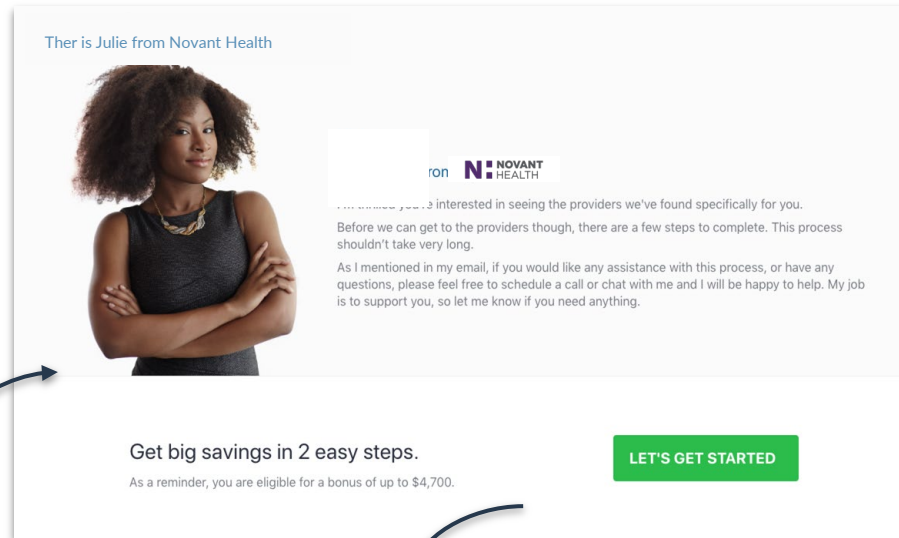 Ther is Julie from Novant Health
ron NOVANT
HEALTH
interested in seeing the providers we've found specifically for you.
Before we can get to the providers though, there are a few steps to complete. This process
shouldn't take very long.
As I mentioned in my email, if you would like any assistance with this process, or have any
questions, please feel free to schedule a call or chat with me and I will be happy to help. My job
is to support you, so let me know if you need anything.
Get big savings in 2 easy steps.
LET'S GET STARTED
As a reminder, you are eligible for a bonus of up to $4,700.